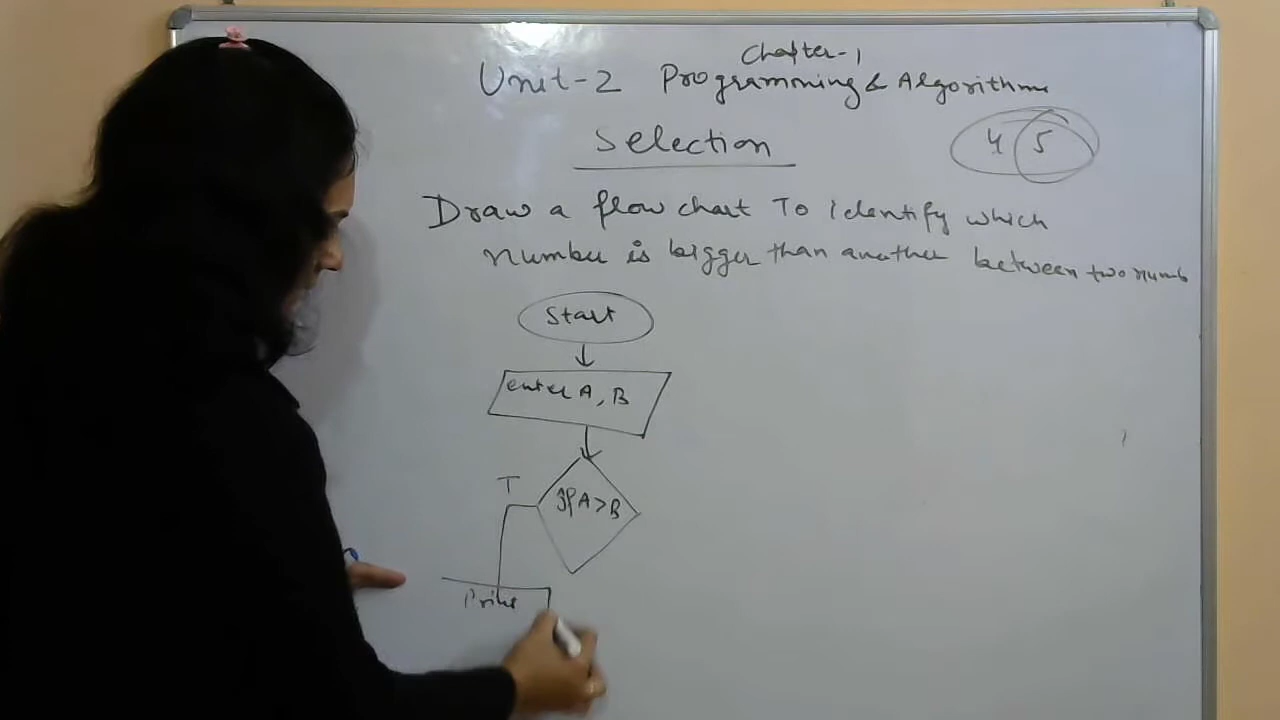 Chapter-1
Unit-2 Programming & Algorithms
Selection
4 5
Draw a flow chart To identify which
number is bigger than another between two numb
Start
enter A, B
T
If A > B
Print